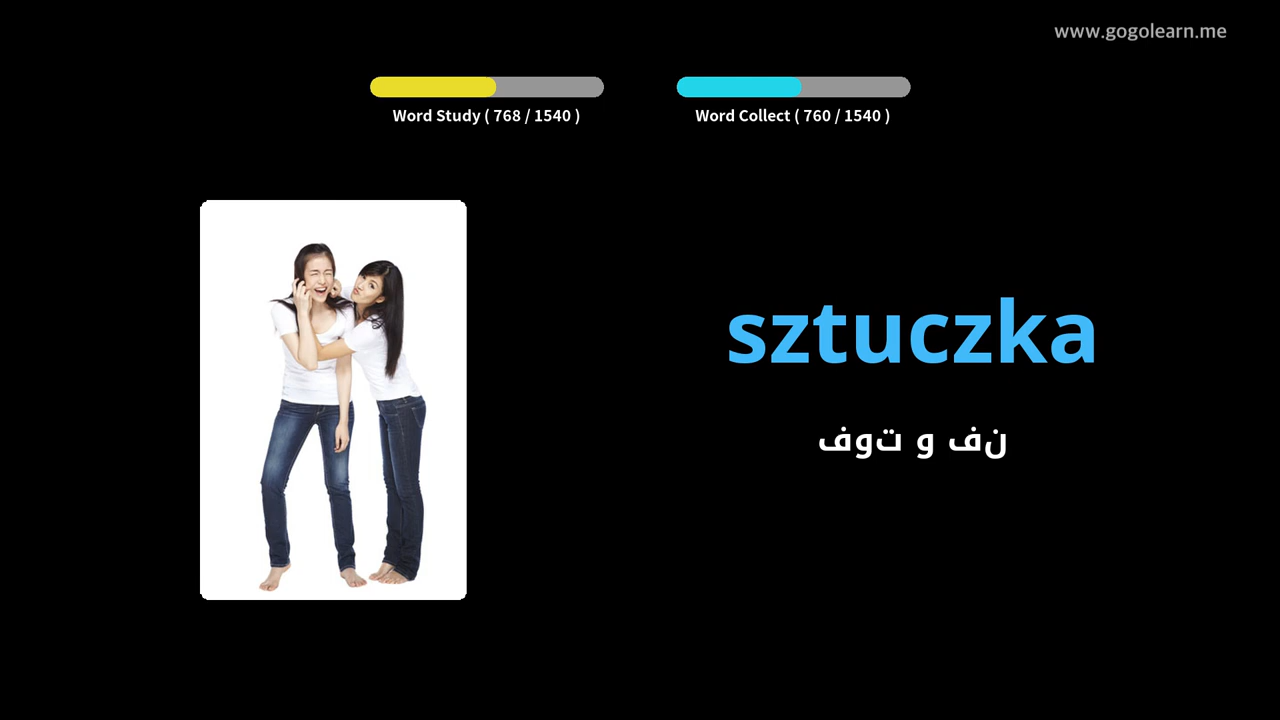 www.gogolearn.me
Word Study ( 768 / 1540 )
Word Collect ( 760 / 1540 )
sztuczka
نف و توف